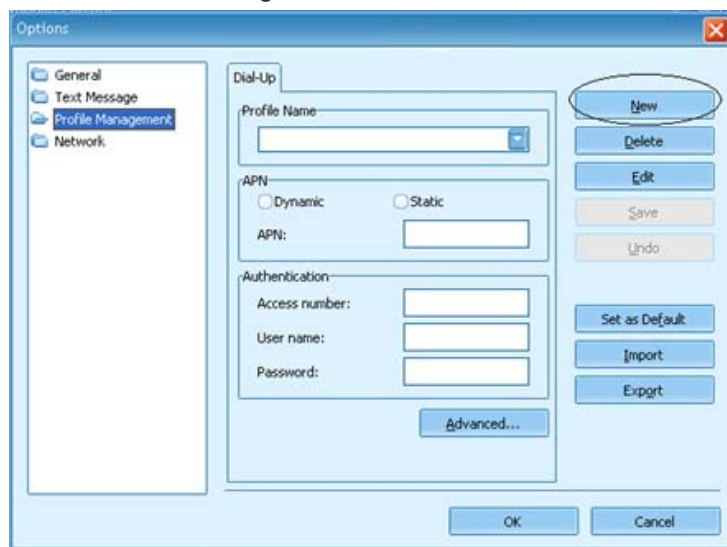 Options
General
Text Message
Profile Management
Network
Dial-Up
Profile Name
APN
Dynamic Static
APN:
Authentication
Access number:
User name:
Password:
Advanced...
New
Delete
Edit
Save
Undo
Set as Default
Import
Export
OK Cancel